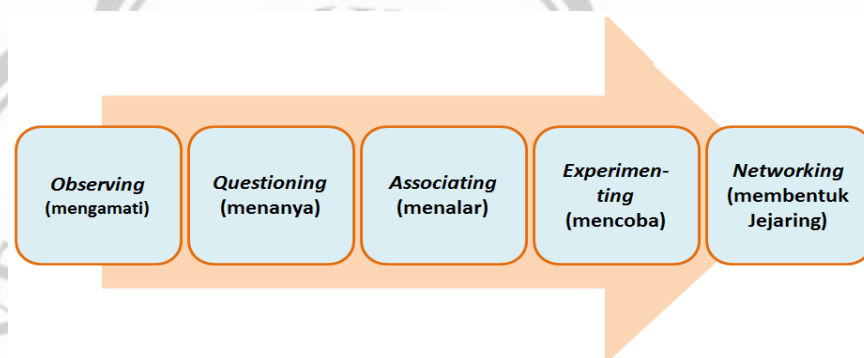 Observing
(mengamati)
Questioning
(menanya)
Associating
(menalar)
Experimen-
ting
(mencoba)
Networking
(membentuk
Jejaring)